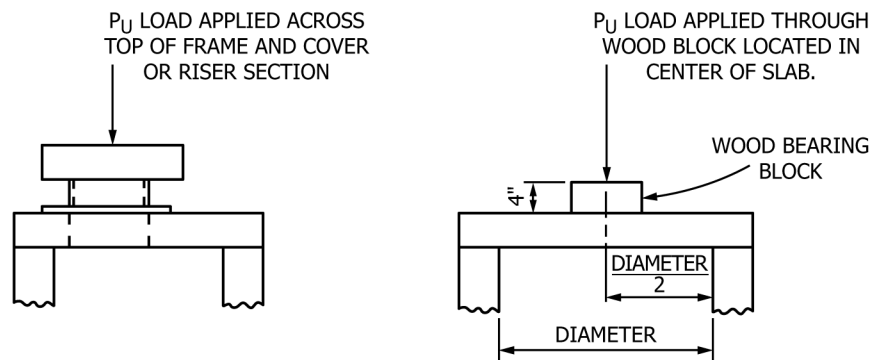 PU LOAD APPLIED ACROSS
TOP OF FRAME AND COVER
OR RISER SECTION
PU LOAD APPLIED THROUGH
WOOD BLOCK LOCATED IN
CENTER OF SLAB.
WOOD BEARING
BLOCK
4"
DIAMETER
2
DIAMETER